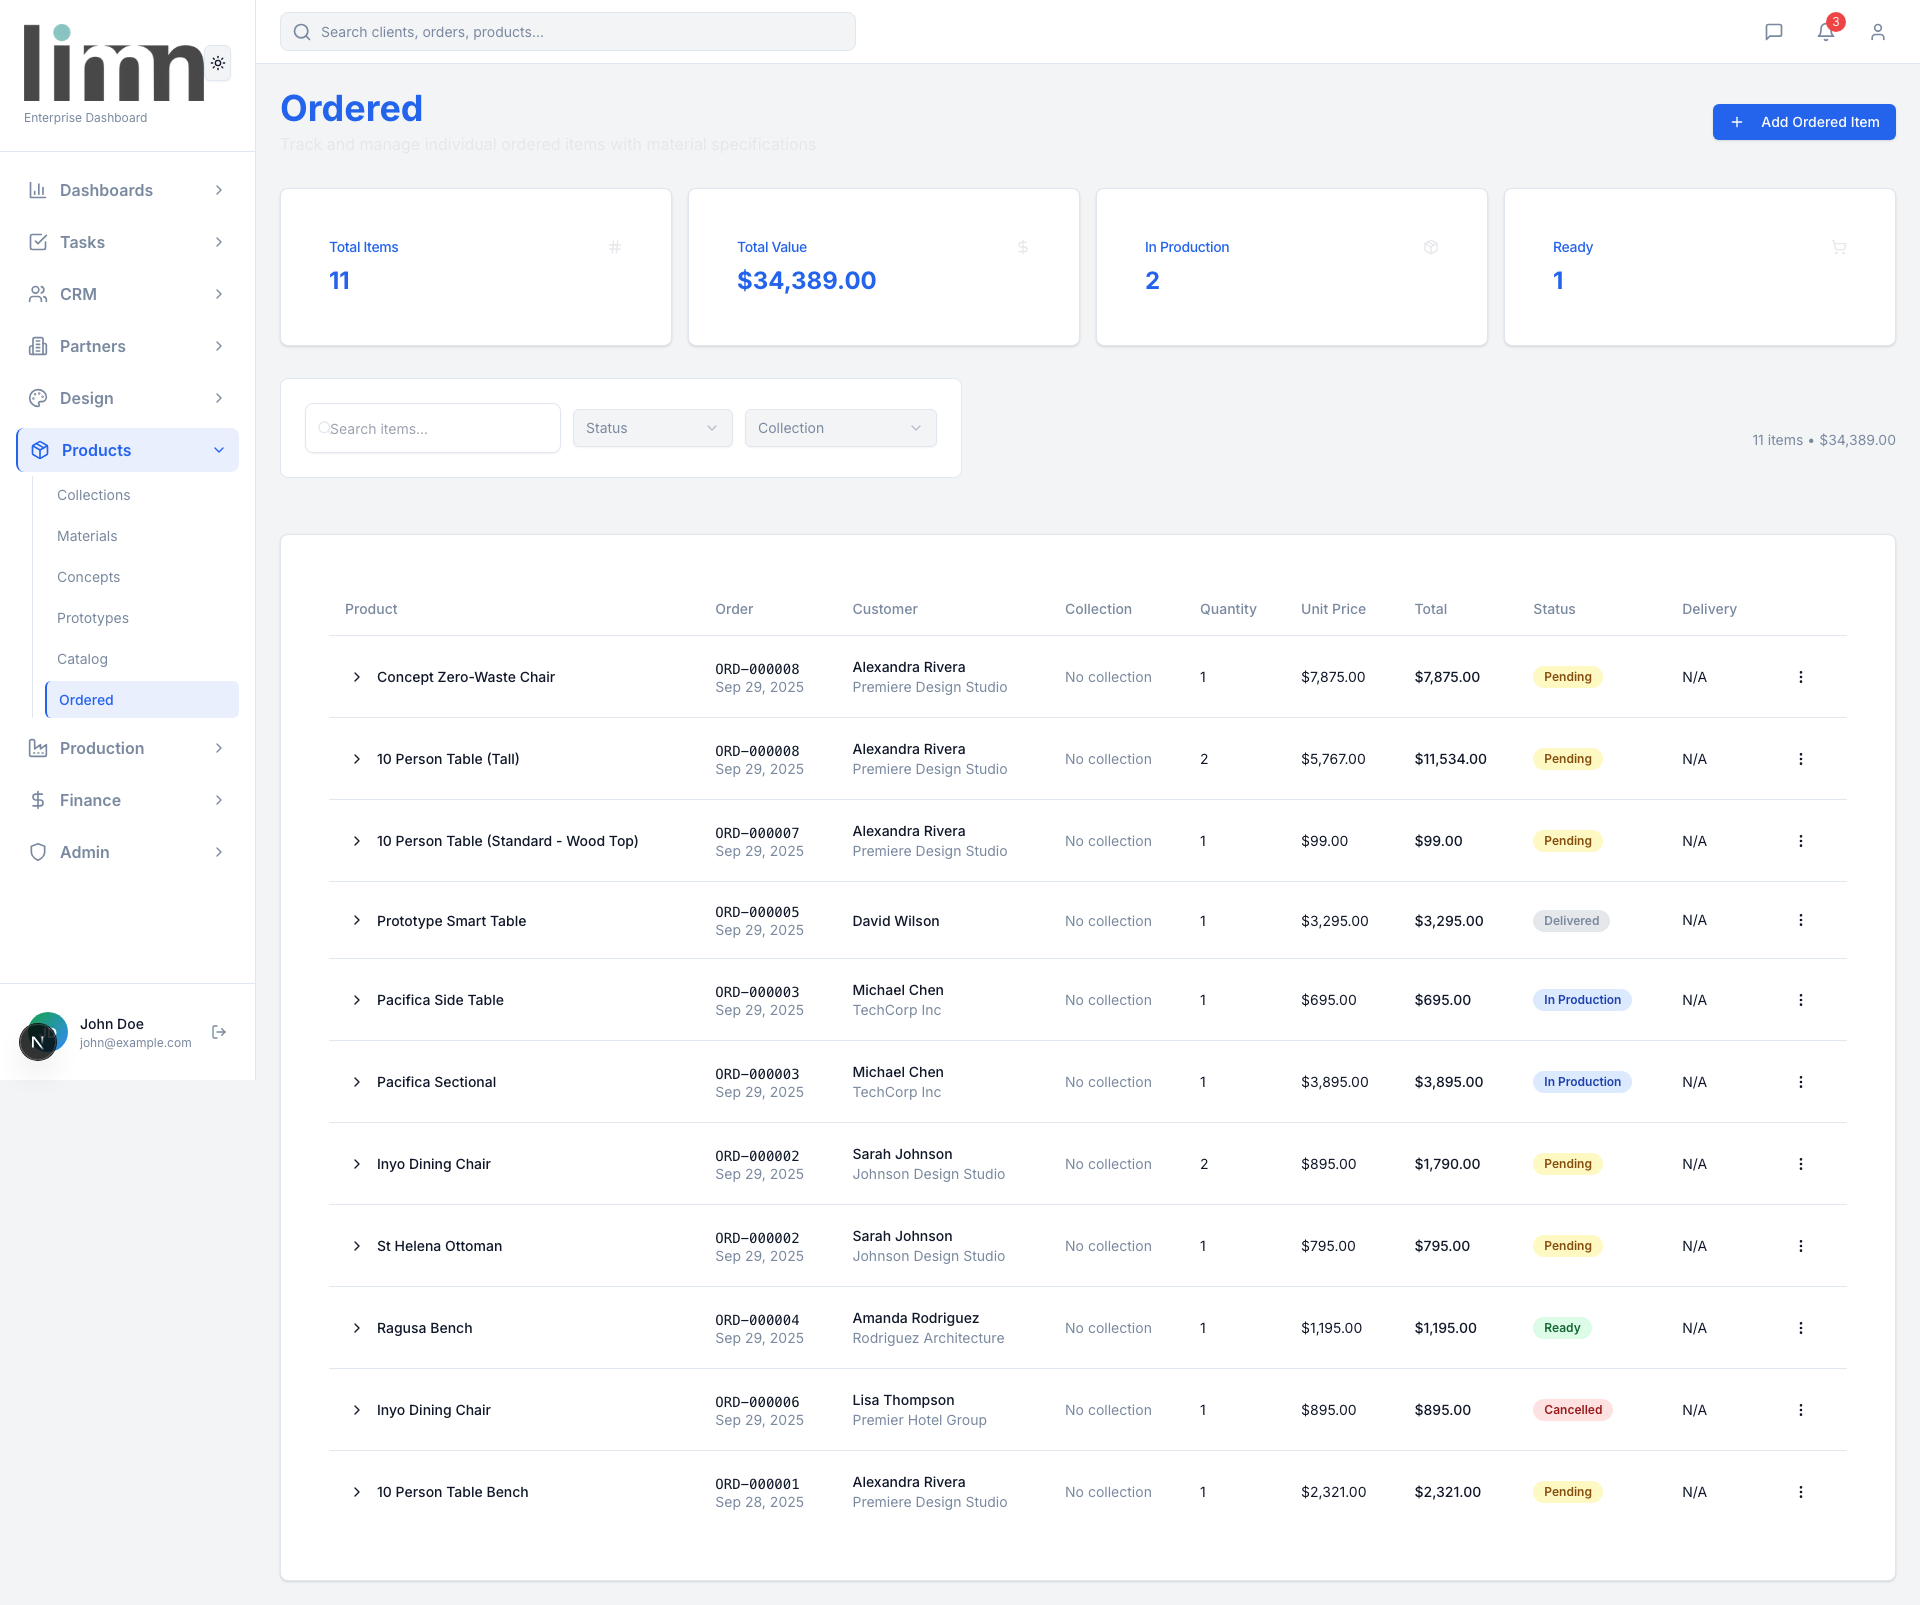 limn
Enterprise Dashboard
Search clients, orders, products...
3
Dashboards
Tasks
CRM
Partners
Design
Products
Collections
Materials
Concepts
Prototypes
Catalog
Ordered
Production
Finance
Admin
N
John Doe
john@example.com
Ordered
Track and manage individual ordered items with material specifications
Add Ordered Item
Total Items
11
Total Value
$34,389.00
In Production
2
Ready
1
Search items...
Status
Collection
11 items • $34,389.00
Product Order Customer Collection Quantity Unit Price Total Status Delivery
Concept Zero-Waste Chair ORD-000008 Alexandra Rivera No collection 1 $7,875.00 $7,875.00 Pending N/A
Sep 29, 2025 Premiere Design Studio
10 Person Table (Tall) ORD-000008 Alexandra Rivera No collection 2 $5,767.00 $11,534.00 Pending N/A
Sep 29, 2025 Premiere Design Studio
10 Person Table (Standard - Wood Top) ORD-000007 Alexandra Rivera No collection 1 $99.00 $99.00 Pending N/A
Sep 29, 2025 Premiere Design Studio
Prototype Smart Table ORD-000005 David Wilson No collection 1 $3,295.00 $3,295.00 Delivered N/A
Sep 29, 2025
Pacifica Side Table ORD-000003 Michael Chen No collection 1 $695.00 $695.00 In Production N/A
Sep 29, 2025 TechCorp Inc
Pacifica Sectional ORD-000003 Michael Chen No collection 1 $3,895.00 $3,895.00 In Production N/A
Sep 29, 2025 TechCorp Inc
Inyo Dining Chair ORD-000002 Sarah Johnson No collection 2 $895.00 $1,790.00 Pending N/A
Sep 29, 2025 Johnson Design Studio
St Helena Ottoman ORD-000002 Sarah Johnson No collection 1 $795.00 $795.00 Pending N/A
Sep 29, 2025 Johnson Design Studio
Ragusa Bench ORD-000004 Amanda Rodriguez No collection 1 $1,195.00 $1,195.00 Ready N/A
Sep 29, 2025 Rodriguez Architecture
Inyo Dining Chair ORD-000006 Lisa Thompson No collection 1 $895.00 $895.00 Cancelled N/A
Sep 29, 2025 Premier Hotel Group
10 Person Table Bench ORD-000001 Alexandra Rivera No collection 1 $2,321.00 $2,321.00 Pending N/A
Sep 28, 2025 Premiere Design Studio